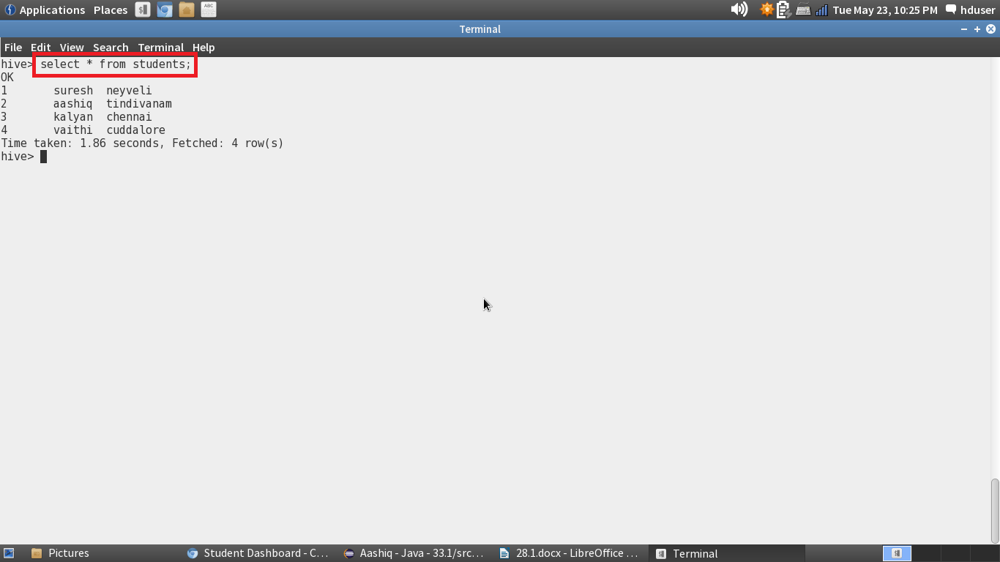 Applications Places Tue May 23, 10:25 PM hduser
ABC
Terminal
File Edit View Search Terminal Help
hive> select * from students;
OK
1 suresh neyveli
2 aashiq tindivanam
3 kalyan chennai
4 vaithi cuddalore
Time taken: 1.86 seconds, Fetched: 4 row(s)
hive>
Pictures Student Dashboard - C... Aashiq - Java - 33.1/src... 28.1.docx - LibreOffice ... Terminal